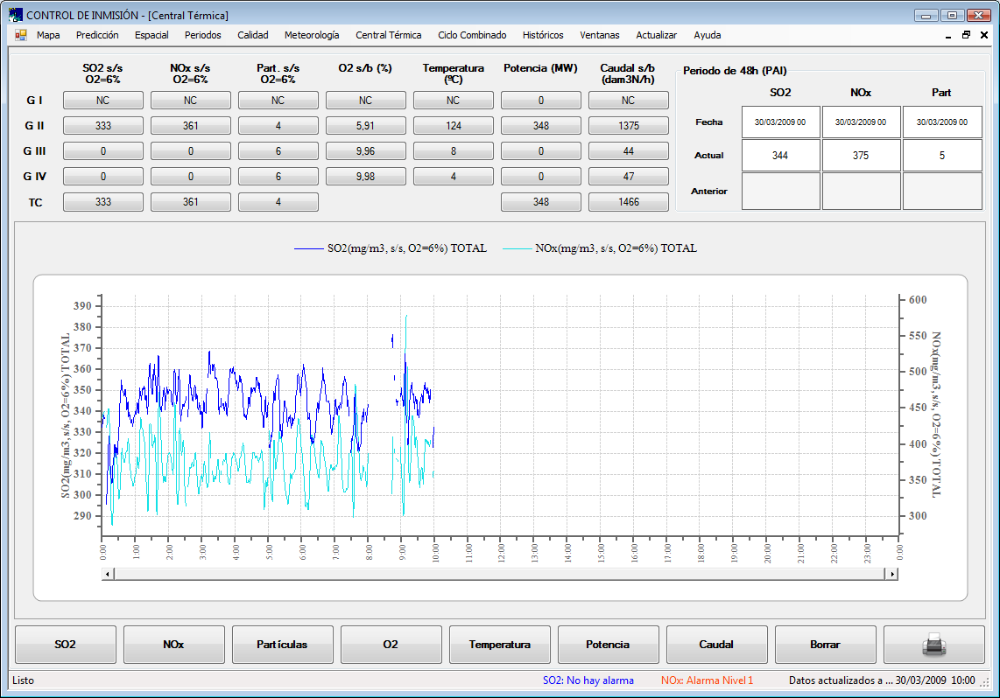 CONTROL DE INMISIÓN - [Central Térmica]
Mapa Predicción Espacial Periodos Calidad Meteorología Central Térmica Ciclo Combinado Históricos Ventanas Actualizar Ayuda
SO2 s/s O2=6% NOx s/s O2=6% Part. s/s O2=6% O2 s/b (%) Temperatura (ºC) Potencia (MW) Caudal s/b (dam3N/h)
G I NC NC NC NC NC 0 NC
G II 333 361 4 5,91 124 348 1375
G III 0 0 6 9,96 8 0 44
G IV 0 0 6 9,98 4 0 47
TC 333 361 4 348 1466
Periodo de 48h (PAI)
SO2 NOx Part
Fecha 30/03/2009 00 30/03/2009 00 30/03/2009 00
Actual 344 375 5
Anterior
SO2(mg/m3, s/s, O2=6%) TOTAL NOx(mg/m3, s/s, O2=6%) TOTAL
SO2(mg/m3, s/s, O2=6%) TOTAL
390
380
370
360
350
340
330
320
310
300
290
600
550
500
450
400
350
300
NOx(mg/m3, s/s, O2=6%) TOTAL
0:00 1:00 2:00 3:00 4:00 5:00 6:00 7:00 8:00 9:00 10:00 11:00 12:00 13:00 14:00 15:00 16:00 17:00 18:00 19:00 20:00 21:00 22:00 23:00 0:00
SO2 NOx Partículas O2 Temperatura Potencia Caudal Borrar
Listo SO2: No hay alarma NOx: Alarma Nivel 1 Datos actualizados a ... 30/03/2009 10:00